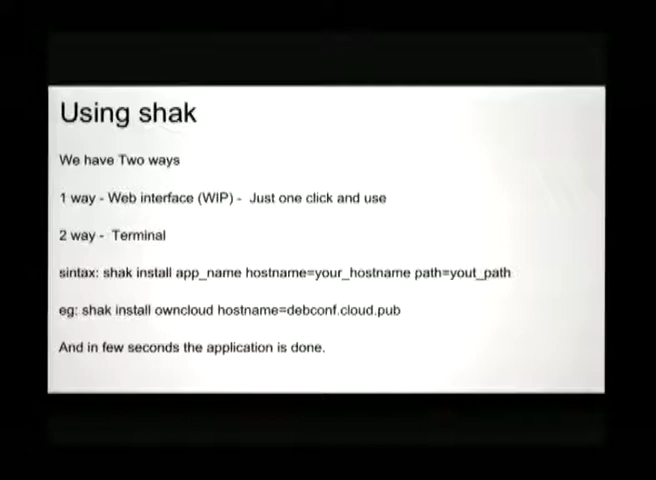 Using shak
We have Two ways
1 way - Web interface (WIP) - Just one click and use
2 way - Terminal
sintax: shak install app_name hostname=your_hostname path=yout_path
eg: shak install owncloud hostname=debconf.cloud.pub
And in few seconds the application is done.